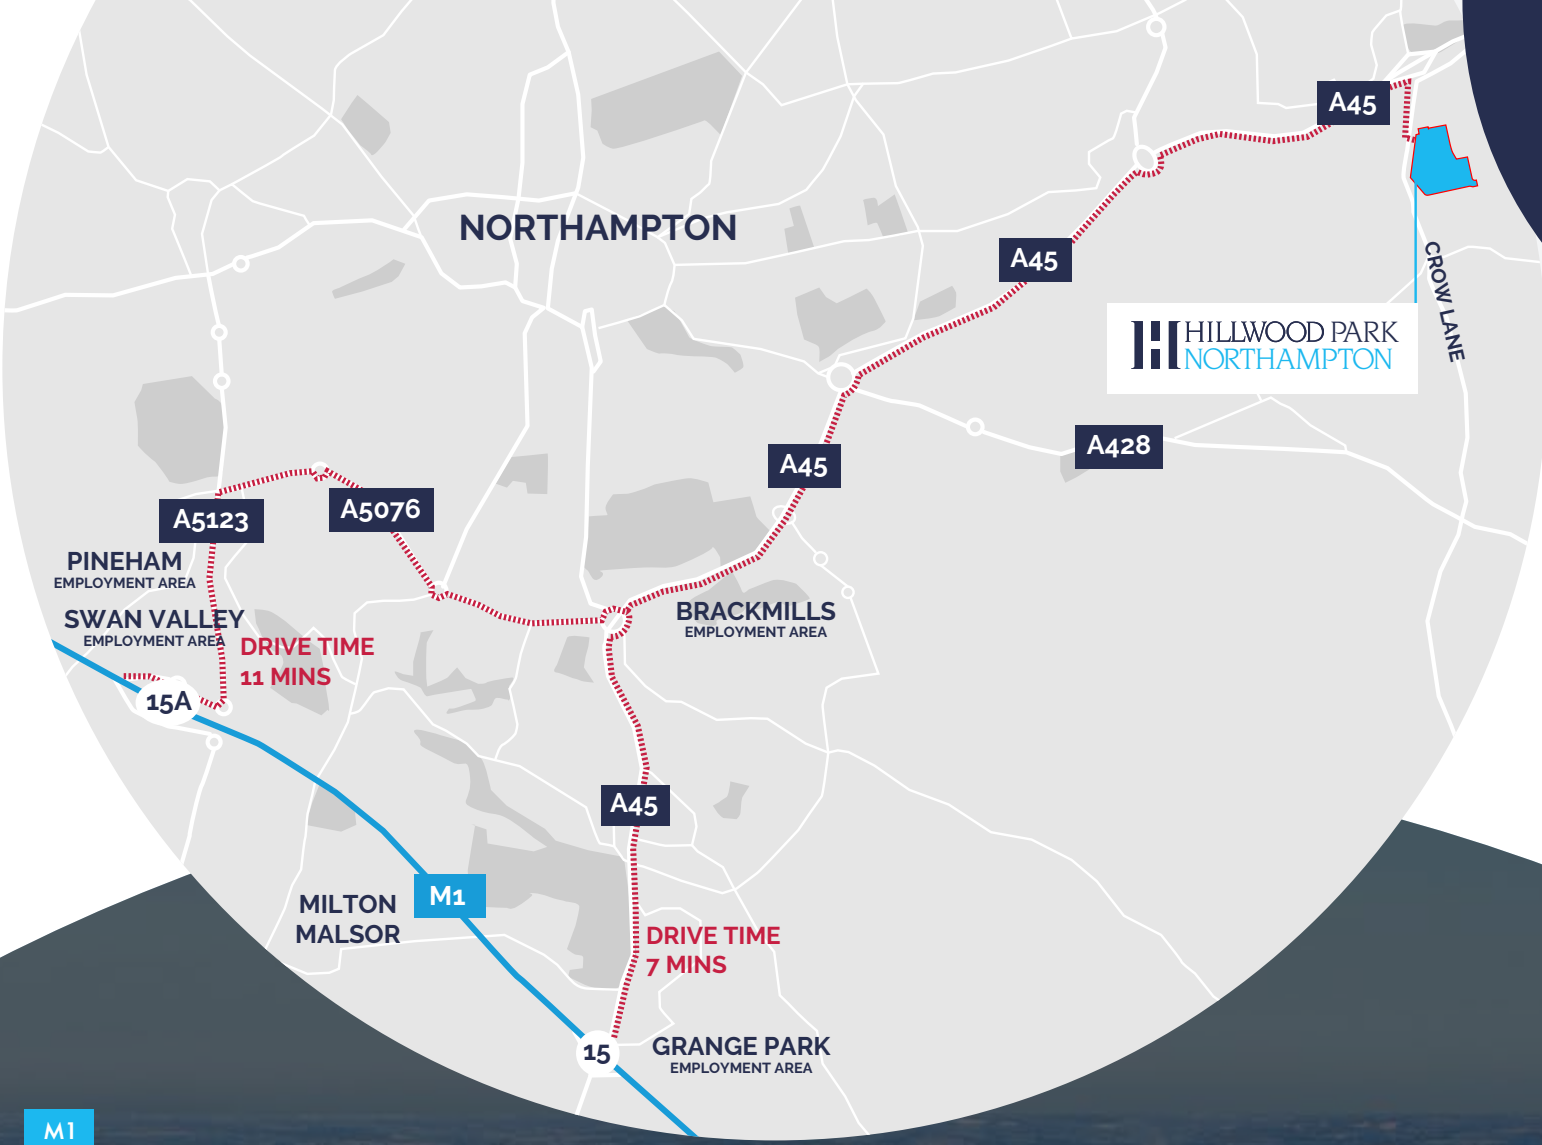 A45
NORTHAMPTON
A45
CROW LANE
HILLWOOD PARK
NORTHAMPTON
A428
A45
A5076
A5123
PINEHAM
EMPLOYMENT AREA
SWAN VALLEY
EMPLOYMENT AREA
BRACKMILLS
EMPLOYMENT AREA
DRIVE TIME
11 MINS
15A
A45
M1
MILTON
MALSOR
DRIVE TIME
7 MINS
15
GRANGE PARK
EMPLOYMENT AREA
M1